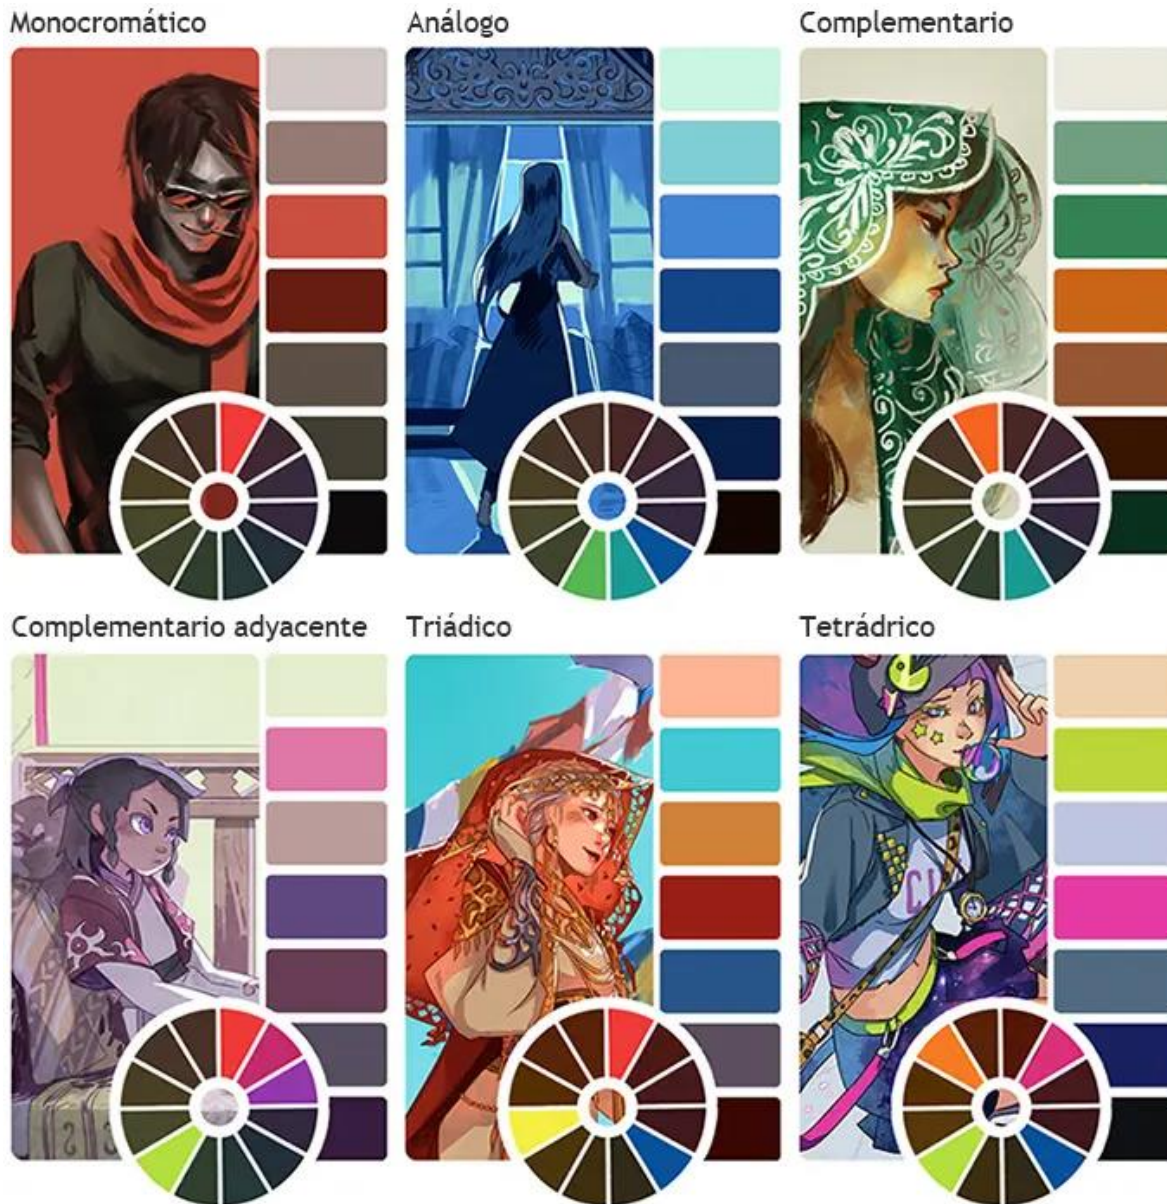 Monocromático
Análogo
Complementario
Complementario adyacente
Triádico
Tetrádrico